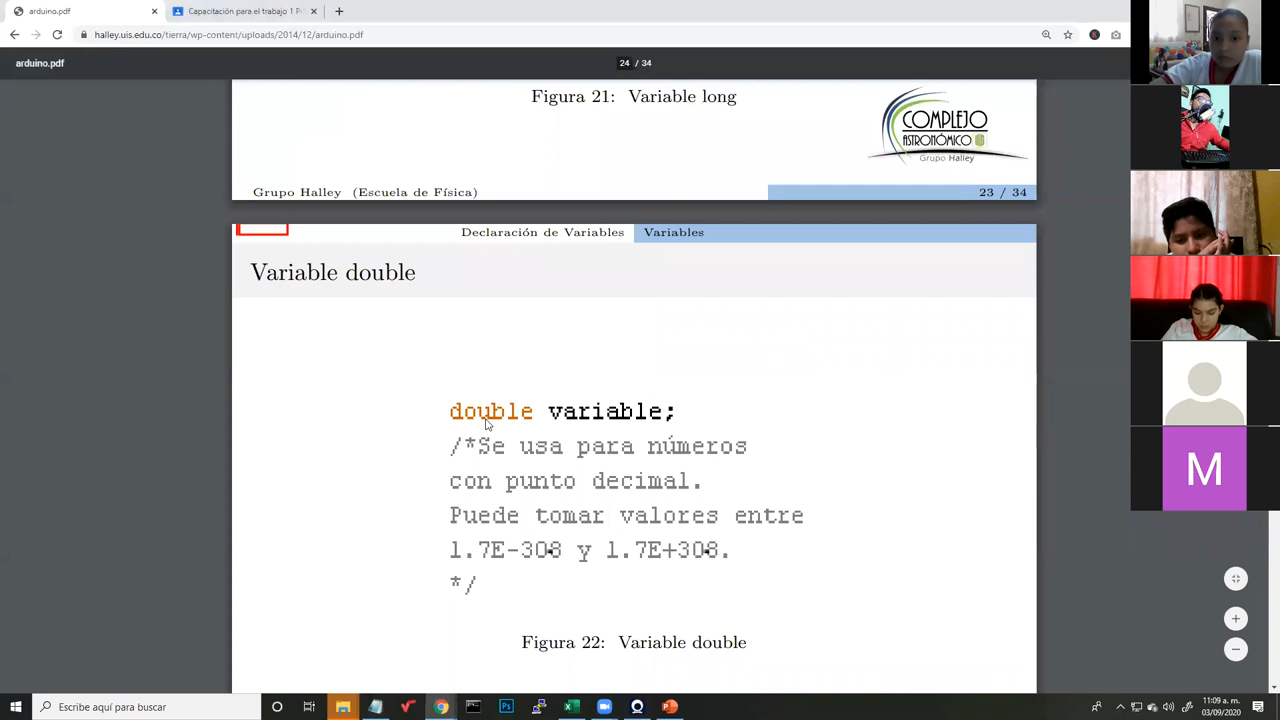 arduino.pdf
Capacitación para el trabajo 1 P
halley.uis.edu.co/tierra/wp-content/uploads/2014/12/arduino.pdf
arduino.pdf
24 / 34
Figura 21: Variable long
COMPLEJO
ASTRONÓMICO
Grupo Halley
Grupo Halley (Escuela de Física)
23 / 34
Declaración de Variables
Variables
Variable double
double variable;
/*Se usa para números
con punto decimal.
Puede tomar valores entre
1.7E-308 y 1.7E+308.
*/
Figura 22: Variable double
M
Escribe aquí para buscar
11:09 a. m.
03/09/2020